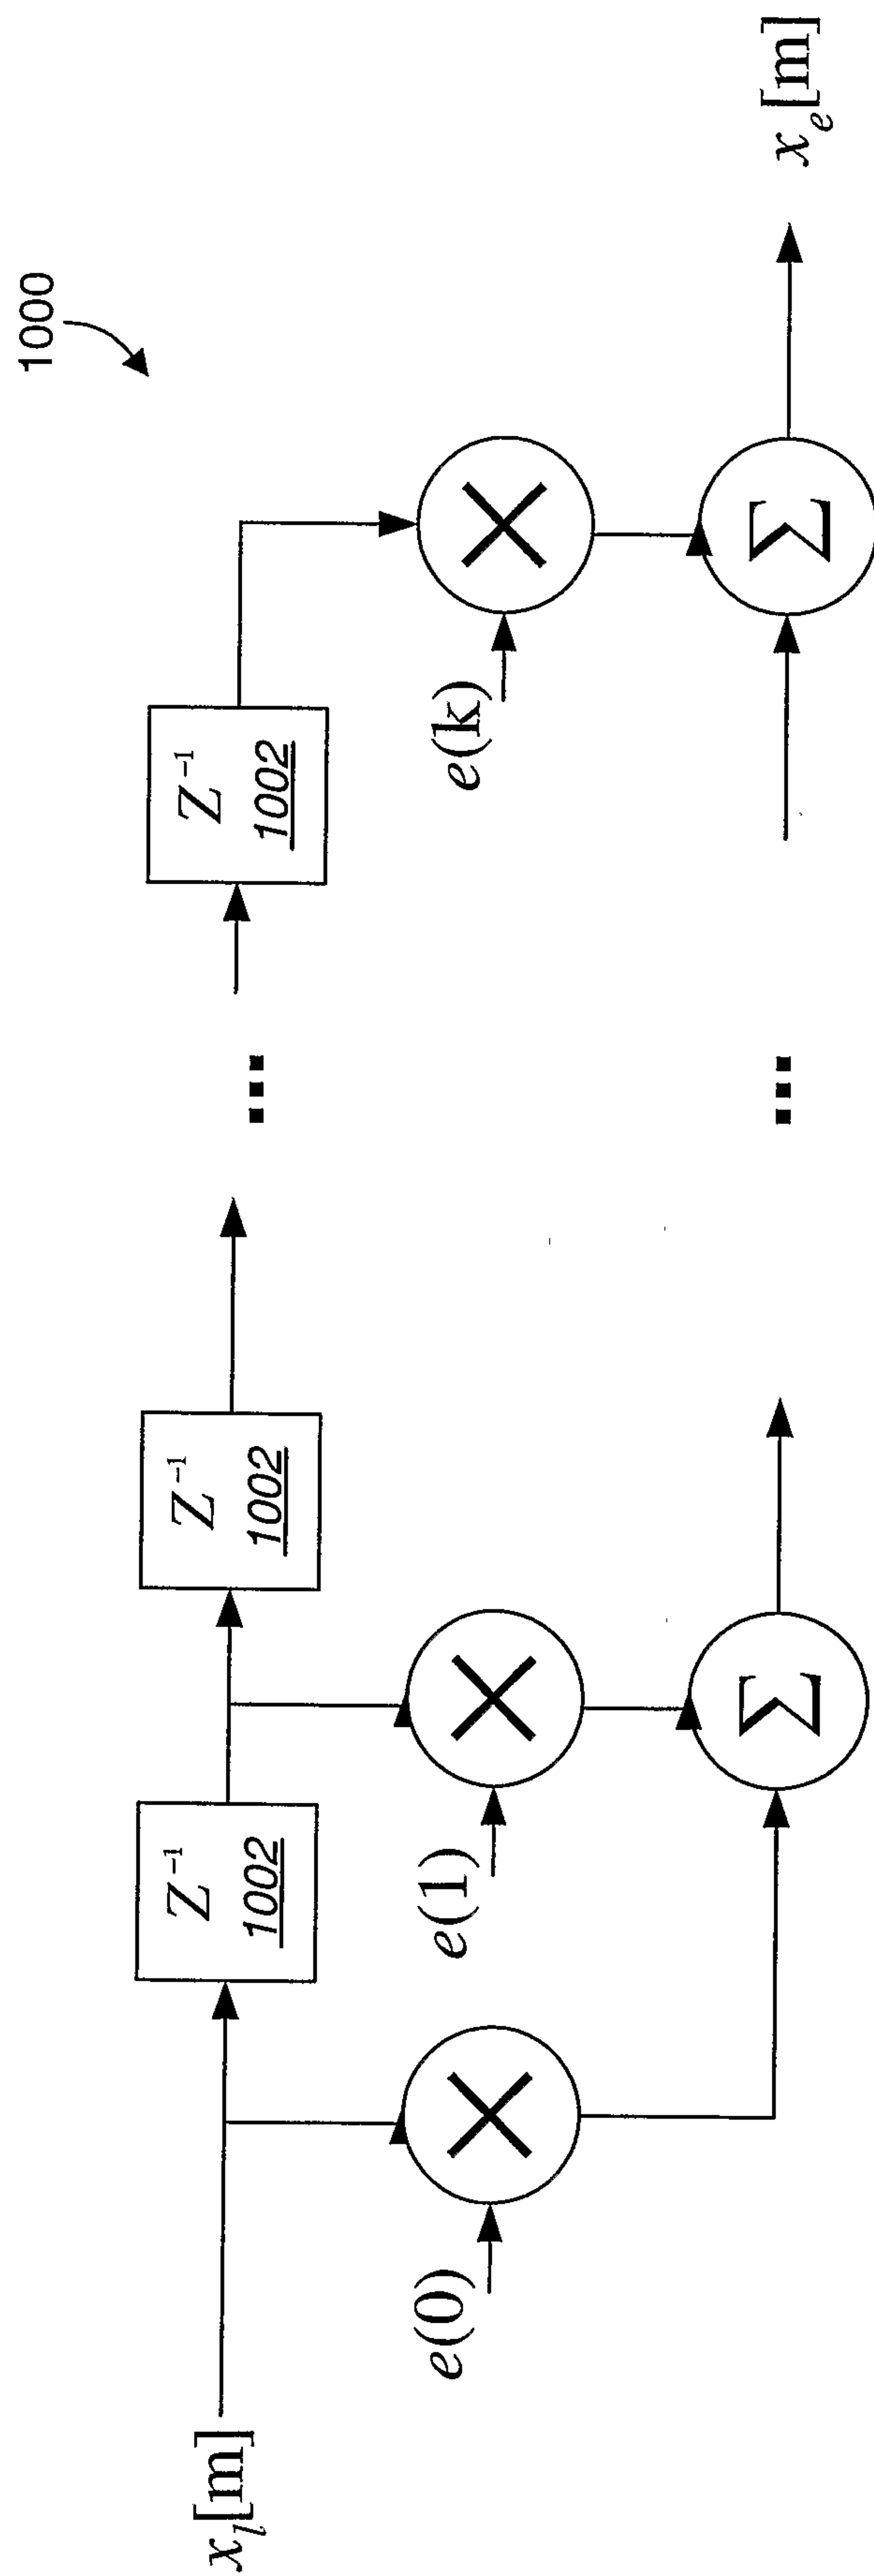 1000
x_l[m]
Z⁻¹
1002
Z⁻¹
1002
...
Z⁻¹
1002
e(0)
×
e(1)
×
e(k)
×
Σ
...
Σ
x_e[m]